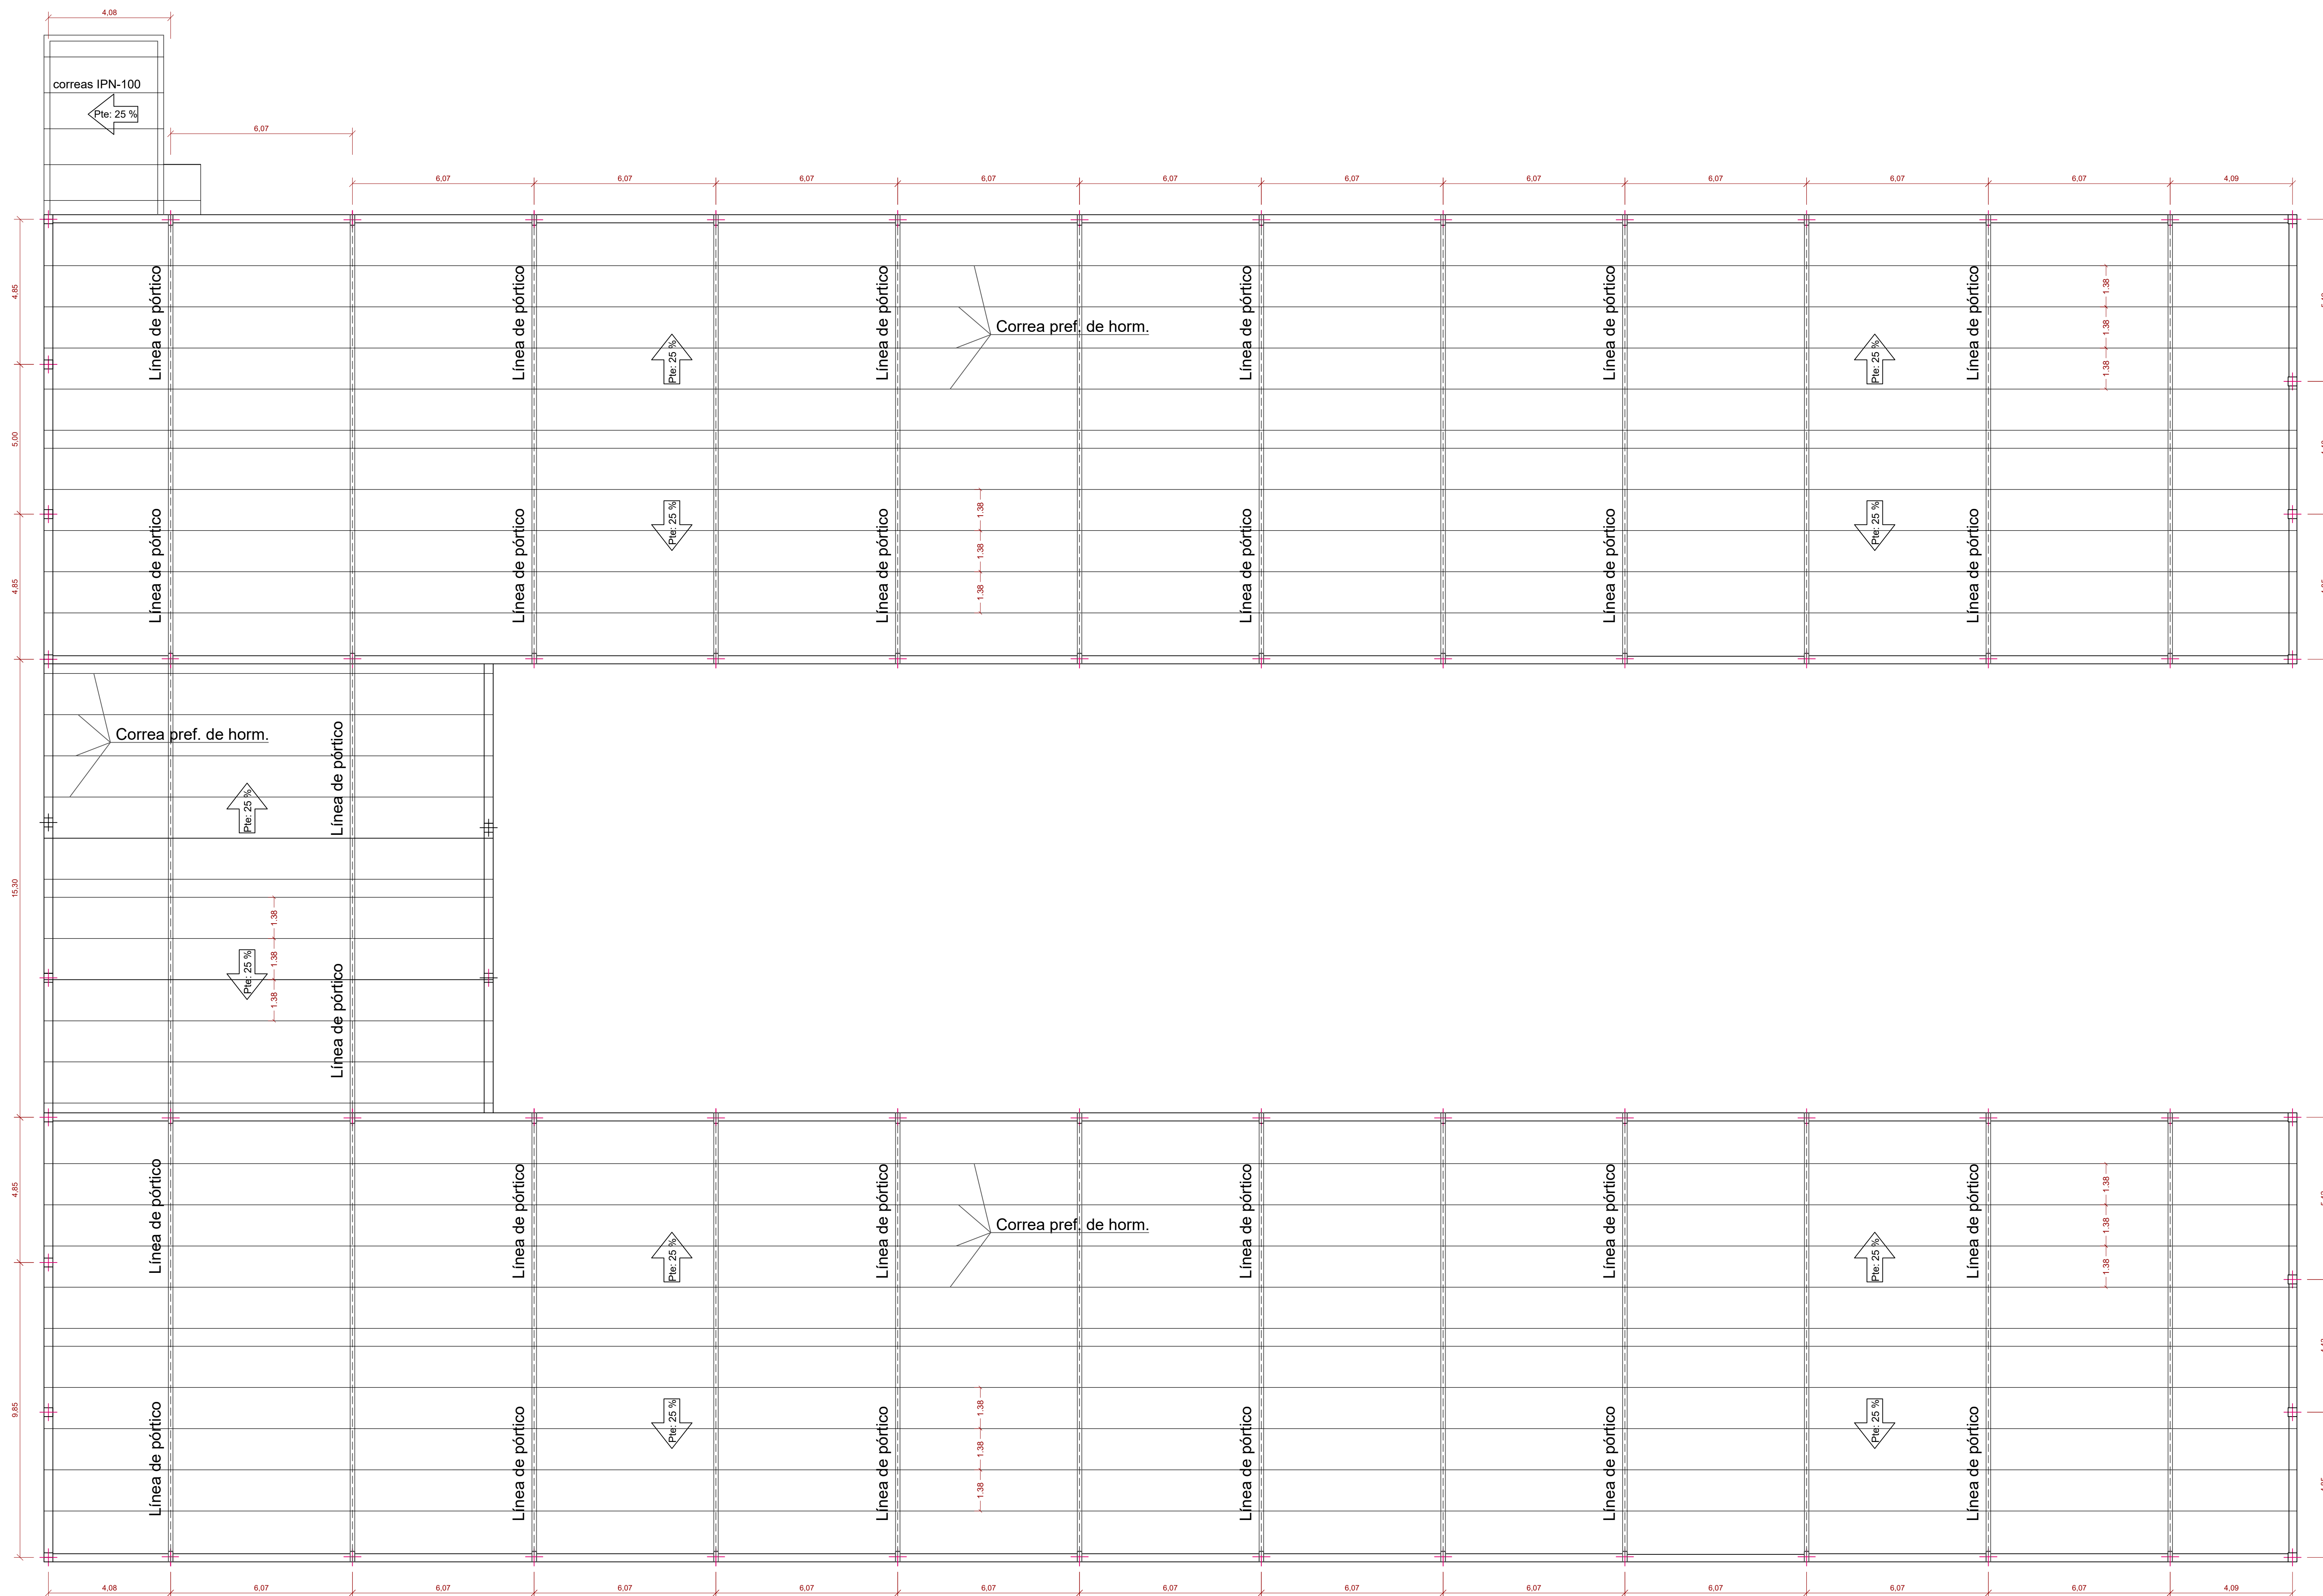 4,08
correas IPN-100
Pte: 25 %
6,07
6,07
6,07
6,07
6,07
6,07
6,07
6,07
6,07
6,07
6,07
4,09
4.85
Línea de pórtico
Línea de pórtico
Línea de pórtico
Línea de pórtico
Línea de pórtico
Línea de pórtico
1.38
1.38
1.38
Correa pref. de horm.
Pte: 25 %
Pte: 25 %
5.00
1.38
1.38
1.38
Pte: 25 %
Pte: 25 %
4.85
Línea de pórtico
Línea de pórtico
Línea de pórtico
Línea de pórtico
Línea de pórtico
Línea de pórtico
Correa pref. de horm.
Línea de pórtico
Pte: 25 %
15.30
1.38
1.38
1.38
Pte: 25 %
Línea de pórtico
4.85
Línea de pórtico
Línea de pórtico
Línea de pórtico
Línea de pórtico
Línea de pórtico
Línea de pórtico
1.38
1.38
1.38
Correa pref. de horm.
Pte: 25 %
Pte: 25 %
9.85
1.38
1.38
1.38
Pte: 25 %
Pte: 25 %
Línea de pórtico
Línea de pórtico
Línea de pórtico
Línea de pórtico
Línea de pórtico
Línea de pórtico
4,08
6,07
6,07
6,07
6,07
6,07
6,07
6,07
6,07
6,07
6,07
6,07
4,09